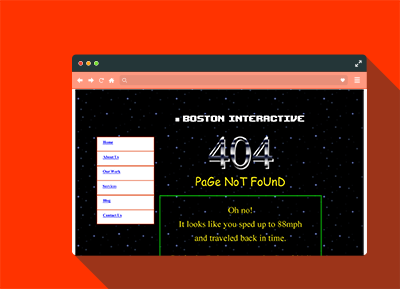 BOSTON INTERACTIVE
404
PaGe NoT FoUnD
Home
About Us
Our Work
Services
Blog
Contact Us
Oh no!
It looks like you sped up to 88mph
and traveled back in time.